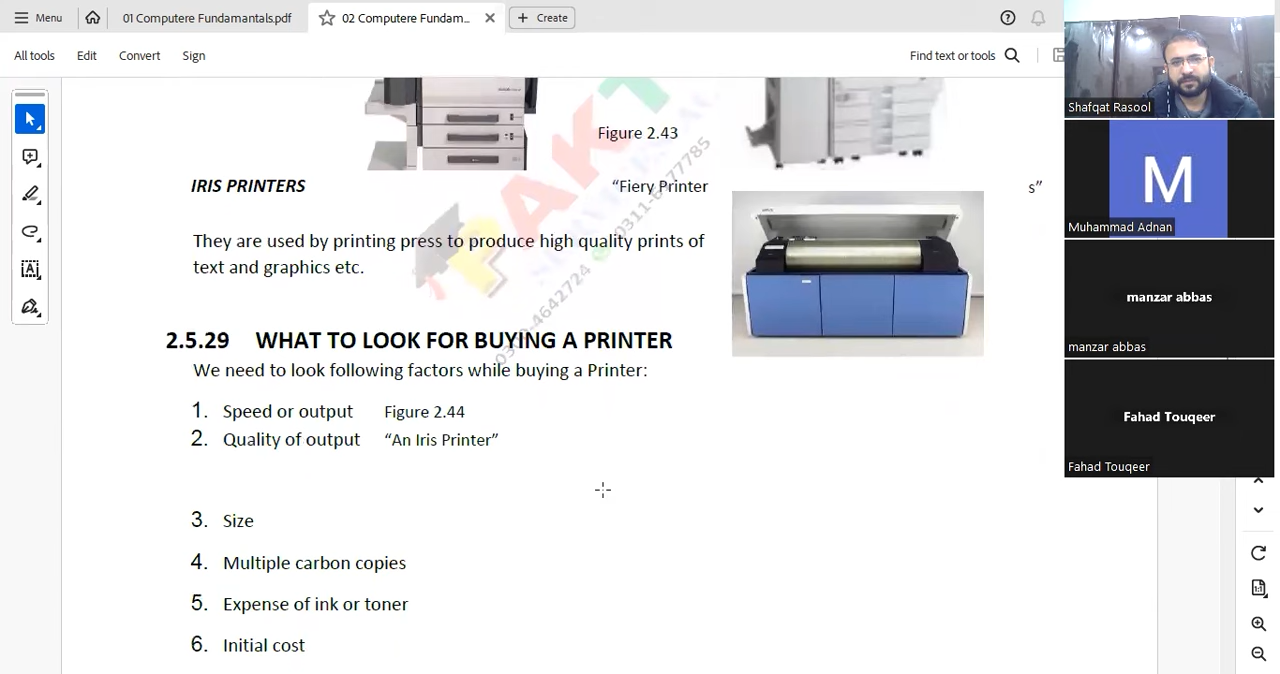 Menu
01 Computere Fundamantals.pdf
02 Computere Fundam...
Create
All tools
Edit
Convert
Sign
Find text or tools
Shafqat Rasool
M
Muhammad Adnan
manzar abbas
manzar abbas
Fahad Touqeer
Fahad Touqeer
Figure 2.43
IRIS PRINTERS
“Fiery Printer
s”
They are used by printing press to produce high quality prints of
text and graphics etc.
2.5.29 WHAT TO LOOK FOR BUYING A PRINTER
We need to look following factors while buying a Printer:
1. Speed or output Figure 2.44
2. Quality of output “An Iris Printer”
3. Size
4. Multiple carbon copies
5. Expense of ink or toner
6. Initial cost
PAKT